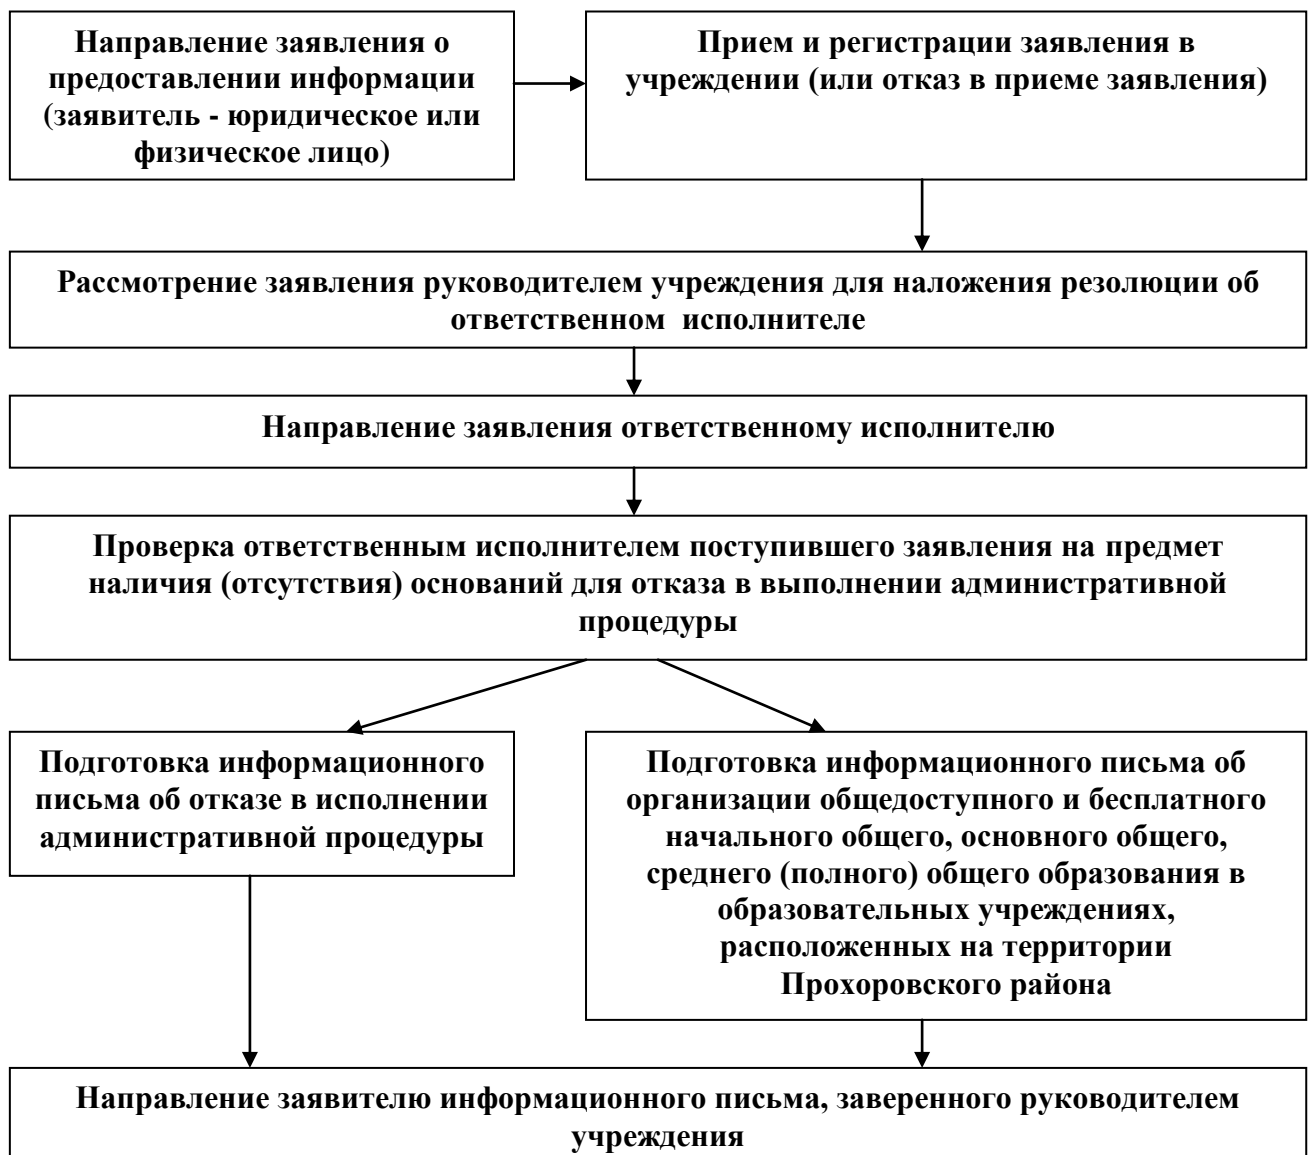 Направление заявления о
предоставлении информации
(заявитель - юридическое или
физическое лицо)
Прием и регистрации заявления в
учреждении (или отказ в приеме заявления)
Рассмотрение заявления руководителем учреждения для наложения резолюции об
ответственном исполнителе
Направление заявления ответственному исполнителю
Проверка ответственным исполнителем поступившего заявления на предмет
наличия (отсутствия) оснований для отказа в выполнении административной
процедуры
Подготовка информационного
письма об отказе в исполнении
административной процедуры
Подготовка информационного письма об
организации общедоступного и бесплатного
начального общего, основного общего,
среднего (полного) общего образования в
образовательных учреждениях,
расположенных на территории
Прохоровского района
Направление заявителю информационного письма, заверенного руководителем
учреждения